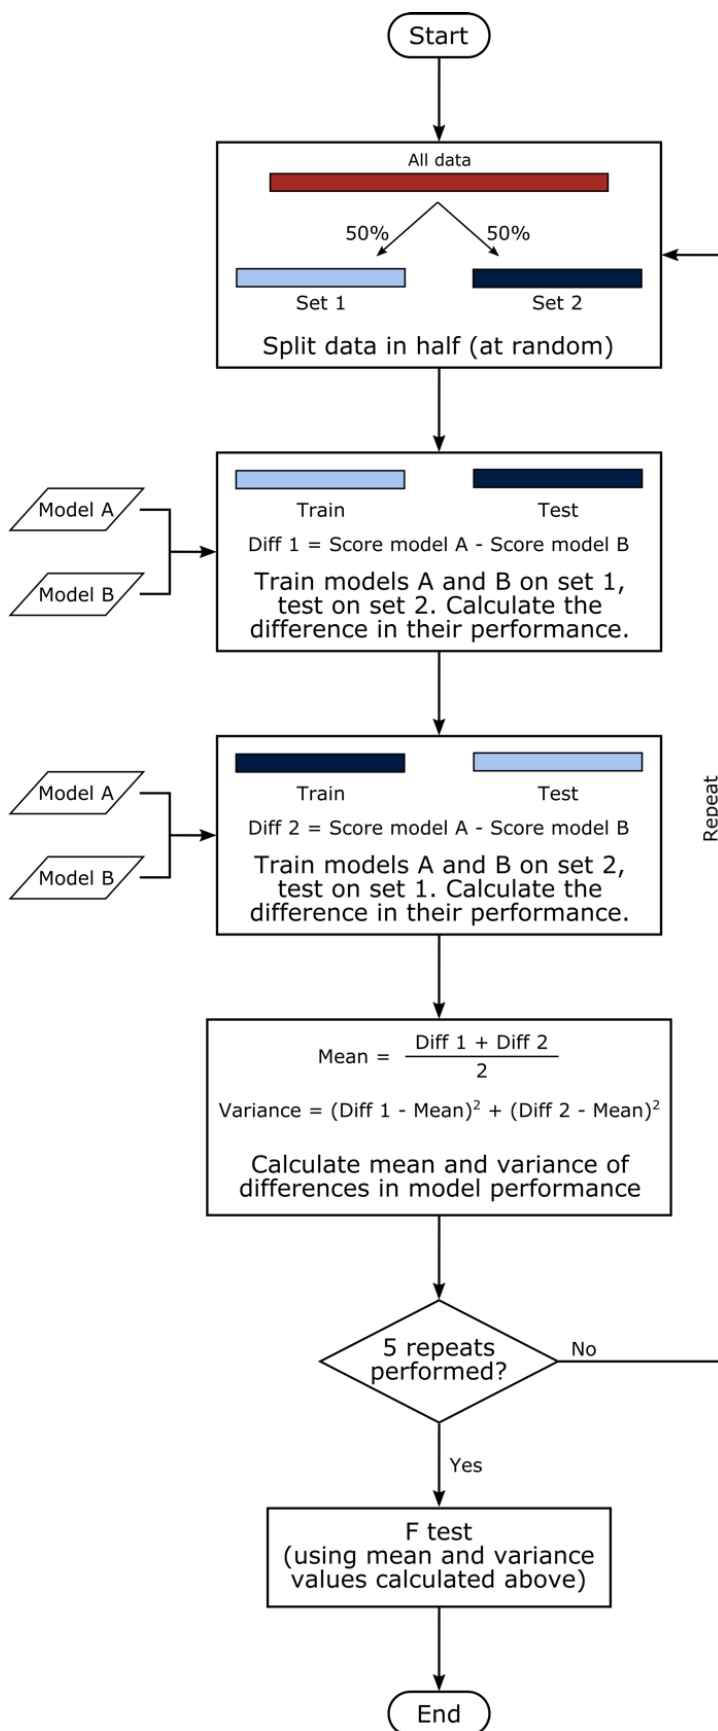 Start
All data
50%
50%
Set 1
Set 2
Split data in half (at random)
Model A
Model B
Train
Test
Diff 1 = Score model A - Score model B
Train models A and B on set 1,
test on set 2. Calculate the
difference in their performance.
Model A
Model B
Train
Test
Diff 2 = Score model A - Score model B
Train models A and B on set 2,
test on set 1. Calculate the
difference in their performance.
Repeat
Mean = Diff 1 + Diff 2
2
Variance = (Diff 1 - Mean)² + (Diff 2 - Mean)²
Calculate mean and variance of
differences in model performance
5 repeats
performed?
No
Yes
F test
(using mean and variance
values calculated above)
End